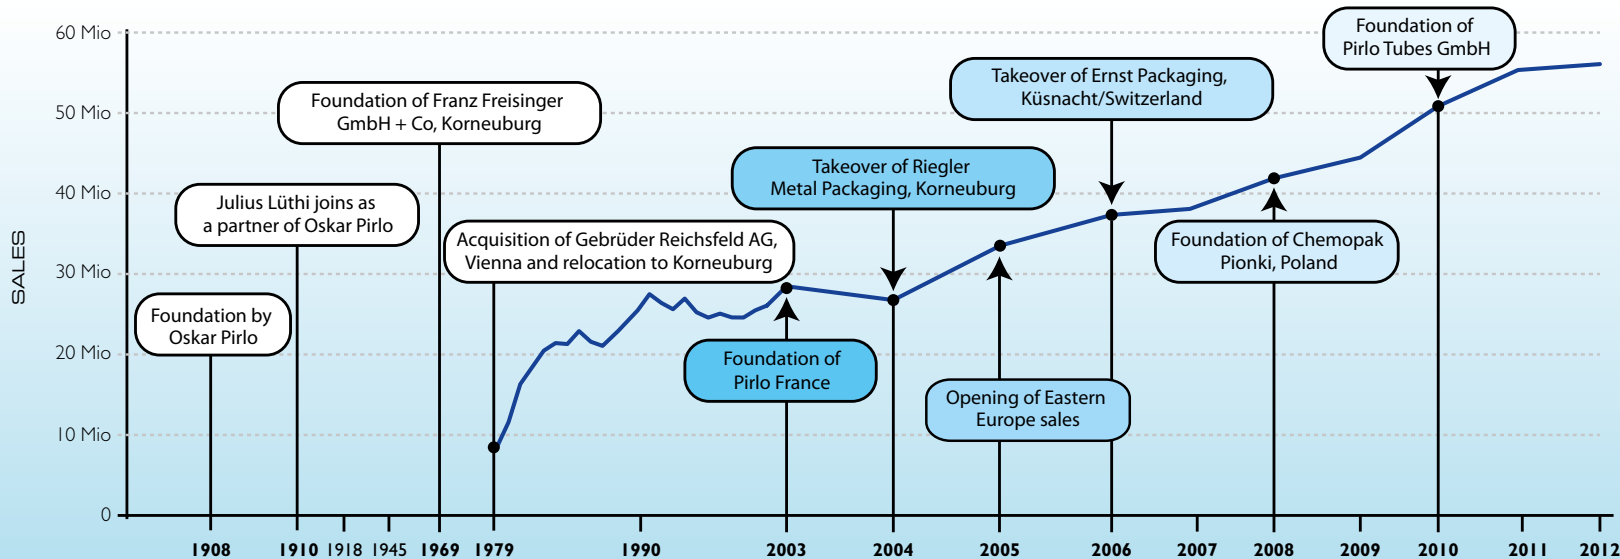 60 Mio
50 Mio
40 Mio
30 Mio
20 Mio
10 Mio
0
SALES
Foundation by
Oskar Pirlo
Julius Lüthi joins as
a partner of Oskar Pirlo
Foundation of Franz Freisinger
GmbH + Co, Korneuburg
Acquisition of Gebrüder Reichsfeld AG,
Vienna and relocation to Korneuburg
Foundation of
Pirlo France
Takeover of Riegler
Metal Packaging, Korneuburg
Opening of Eastern
Europe sales
Takeover of Ernst Packaging,
Küsnacht/Switzerland
Foundation of Chemopak
Pionki, Poland
Foundation of
Pirlo Tubes GmbH
1908 1910 1918 1945 1969 1979 1990 2003 2004 2005 2006 2007 2008 2009 2010 2011 2012